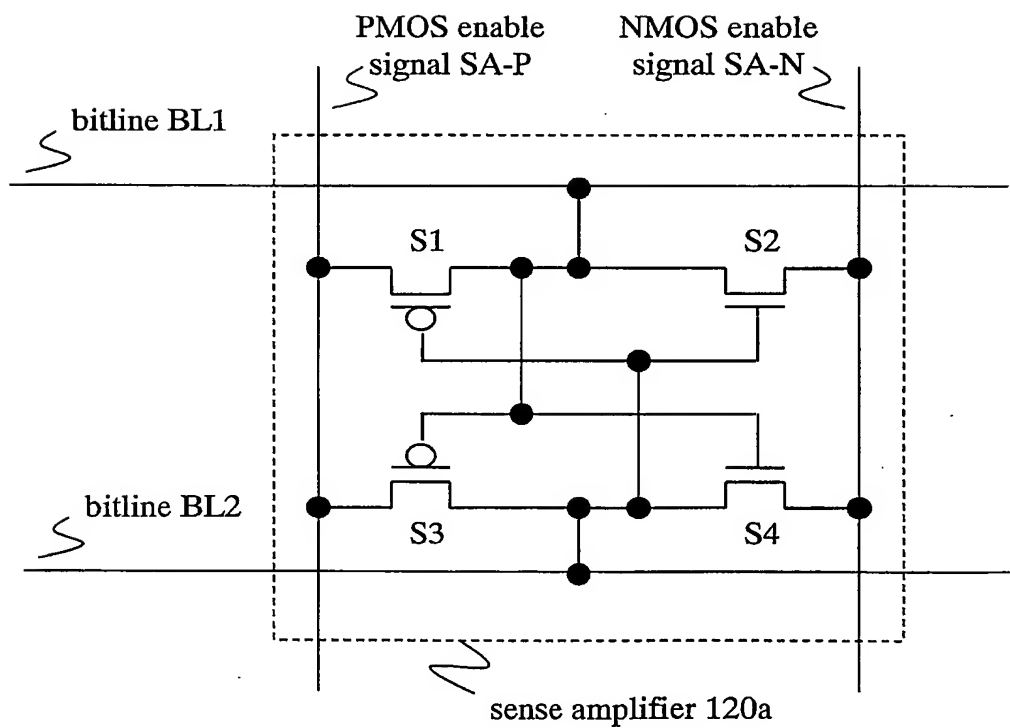 PMOS enable
signal SA-P
NMOS enable
signal SA-N
bitline BL1
S1
S2
bitline BL2
S3
S4
sense amplifier 120a